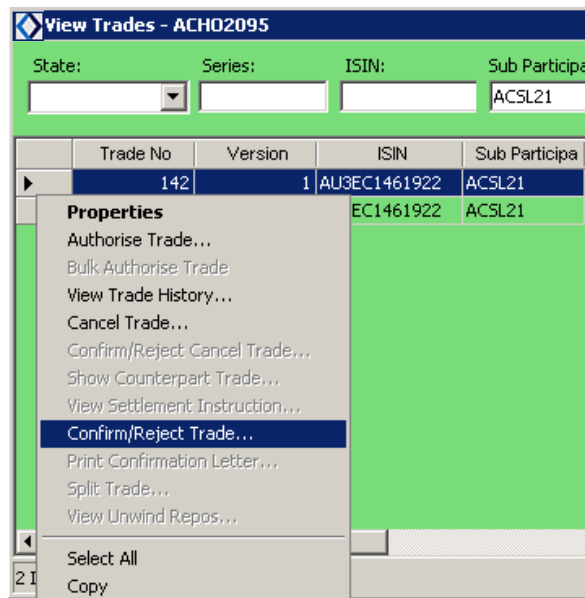 View Trades - ACHO2095
State: Series: ISIN: Sub Participa
ACSL21
Trade No Version ISIN Sub Participa
142 1 AU3EC1461922 ACSL21
EC1461922 ACSL21
Properties
Authorise Trade...
Bulk Authorise Trade
View Trade History...
Cancel Trade...
Confirm/Reject Cancel Trade...
Show Counterpart Trade...
View Settlement Instruction...
Confirm/Reject Trade...
Print Confirmation Letter...
Split Trade...
View Unwind Repos...
Select All
2 I
Copy